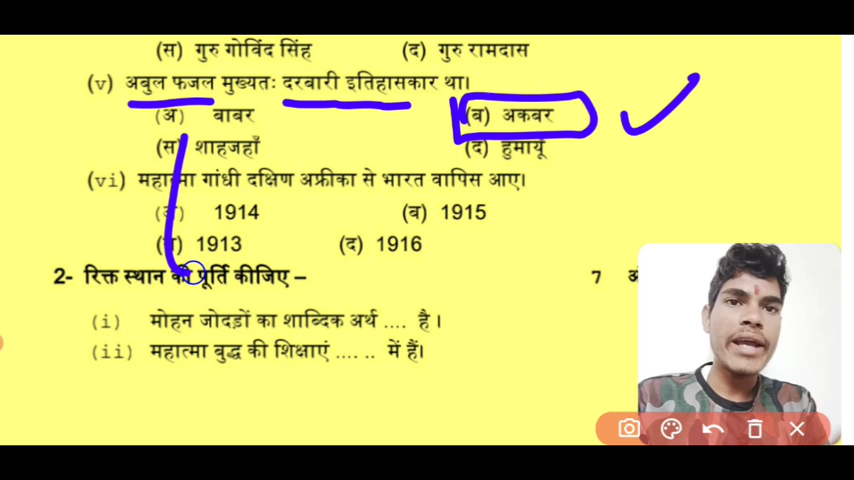 (स) गुरु गोविंद सिंह (द) गुरु रामदास
(v) अबुल फजल मुख्यतः दरबारी इतिहासकार था।
(अ) बाबर (ब) अकबर
(स) शाहजहाँ (द) हुमायूँ
(vi) महात्मा गांधी दक्षिण अफ्रीका से भारत वापिस आए।
(अ) 1914 (ब) 1915
(स) 1913 (द) 1916
2- रिक्त स्थान की पूर्ति कीजिए – 7
(i) मोहन जोदड़ों का शाब्दिक अर्थ .... है।
(ii) महात्मा बुद्ध की शिक्षाएं .... .. में हैं।